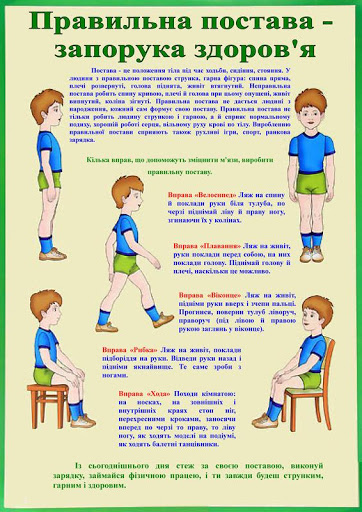 Правильна постава -
запорука здоров'я
Постава - це положення тіла від час ходьби, сидіння, стояння. У
людини з правильною поставою струнка, гарна фігура: спина пряма,
плечі розвернуті, голова піднята, живіт втягнутий. Неправильна
постава робить спину кривою, плечі й голова при цьому опущені, живіт
випнутий, коліна зігнуті. Правильна постава не дається людині з
народження, кожний сам формує свою поставу. Правильна постава не
тільки робить людину стрункою і гарною, а й сприяє нормальному
подиху, хорошій роботі серця, вільному руху крові по тілу. Виробленню
правильної постави сприяють також рухливі ігри, спорт, ранкова
зарядка.
Кілька вправ, що допоможуть зміцнити м'язи, виробити
правильну поставу.
Вправа «Велосипед» Ляж на спину
й поклади руки біля тулуба, по
черзі піднімай ліву й праву ногу,
згинаючи їх у колінах.
Вправа «Плавання» Ляж на живіт,
руки поклади перед собою, на них
поклади голову. Піднімай голову й
плечі, наскільки це можливо.
Вправа «Віконце» Ляж на живіт,
підніми руки вверх і зчепи пальці.
Прогнися, поверни тулуб ліворуч,
праворуч (під лівою й правою
рукою заглянь у віконце).
Вправа «Рибка» Ляж на живіт, поклади
підборіддя на руки. Відведи руки назад і
підніми якнайвище. Те саме зроби з
ногами.
Вправа «Хода» Походи кімнатою:
на носках, на зовнішніх і
внутрішніх краях стоп ніг,
перехресними кроками, заносячи
вперед по черзі то праву, то ліву
ногу, як ходять моделі на подіумі,
як ходять балетні танцівники.
Із сьогоднішнього дня стеж за своєю поставою, виконуй
зарядку, займайся фізичною працею, і ти завжди будеш струнким,
гарним і здоровим.